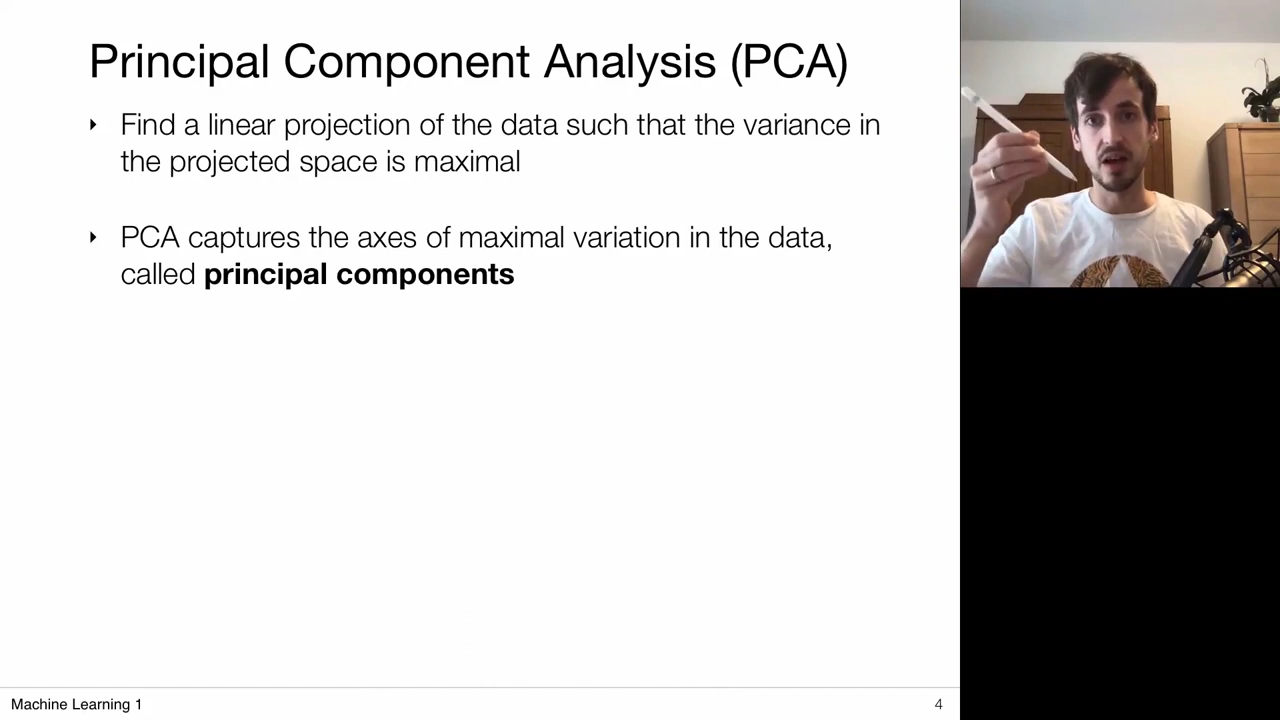 Principal Component Analysis (PCA)
‣ Find a linear projection of the data such that the variance in
the projected space is maximal
‣ PCA captures the axes of maximal variation in the data,
called principal components
Machine Learning 1
4